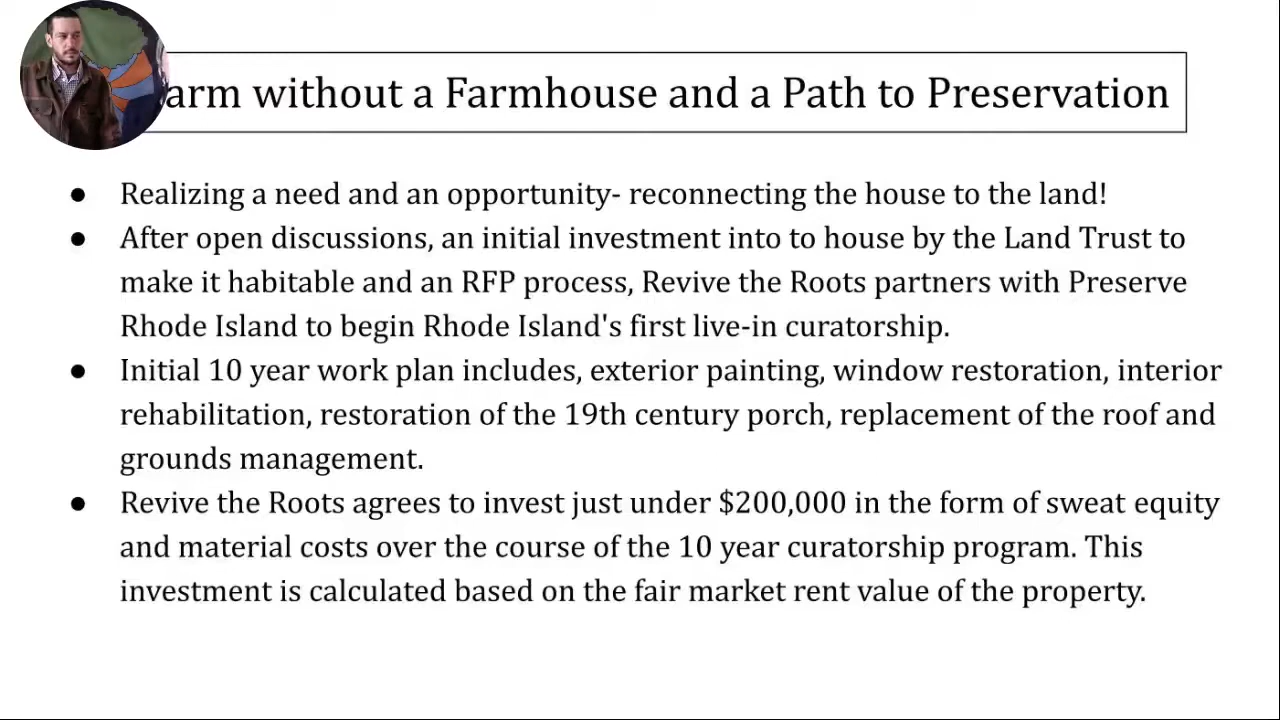 arm without a Farmhouse and a Path to Preservation
● Realizing a need and an opportunity- reconnecting the house to the land!
● After open discussions, an initial investment into to house by the Land Trust to
make it habitable and an RFP process, Revive the Roots partners with Preserve
Rhode Island to begin Rhode Island's first live-in curatorship.
● Initial 10 year work plan includes, exterior painting, window restoration, interior
rehabilitation, restoration of the 19th century porch, replacement of the roof and
grounds management.
● Revive the Roots agrees to invest just under $200,000 in the form of sweat equity
and material costs over the course of the 10 year curatorship program. This
investment is calculated based on the fair market rent value of the property.